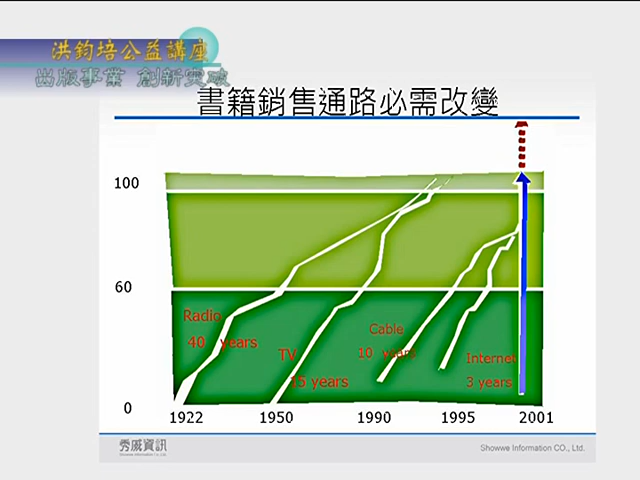 洪鈞培公益講座
出版事業 創新突破
書籍銷售通路必需改變
100
60
0
Radio
40 years
TV
15 years
Cable
10 years
Internet
3 years
1922 1950 1990 1995 2001
秀威資訊
Showwe Information CO., Ltd.